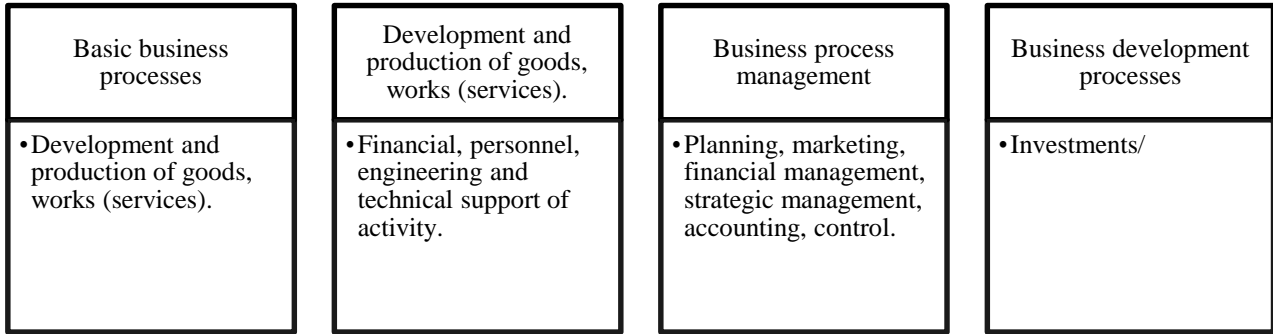 Basic business
processes
•Development and
production of goods,
works (services).
Development and
production of goods,
works (services).
•Financial, personnel,
engineering and
technical support of
activity.
Business process
management
•Planning, marketing,
financial management,
strategic management,
accounting, control.
Business development
processes
•Investments/